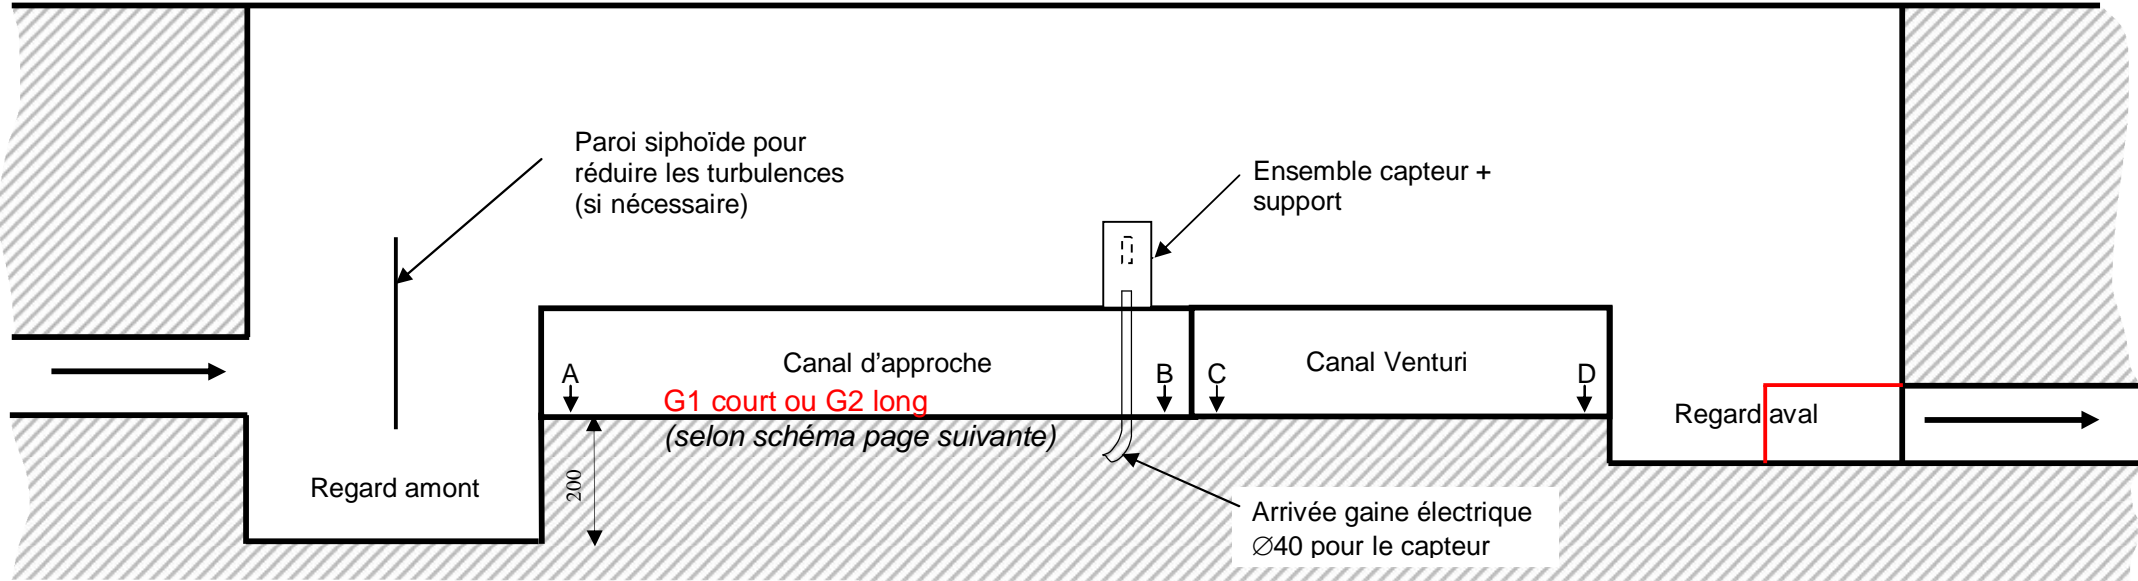 Paroi siphoïde pour
réduire les turbulences
(si nécessaire)
Ensemble capteur +
support
Canal d'approche
Canal Venturi
A
B
C
D
G1 court ou G2 long
(selon schéma page suivante)
Regard aval
Regard amont
200
Arrivée gaine électrique
∅40 pour le capteur